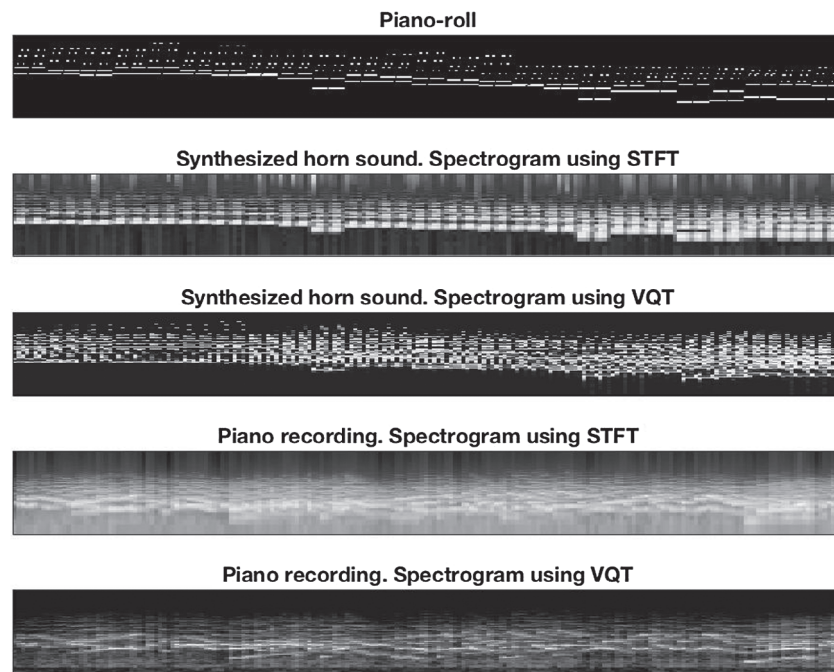 Piano-roll
Synthesized horn sound. Spectrogram using STFT
Synthesized horn sound. Spectrogram using VQT
Piano recording. Spectrogram using STFT
Piano recording. Spectrogram using VQT